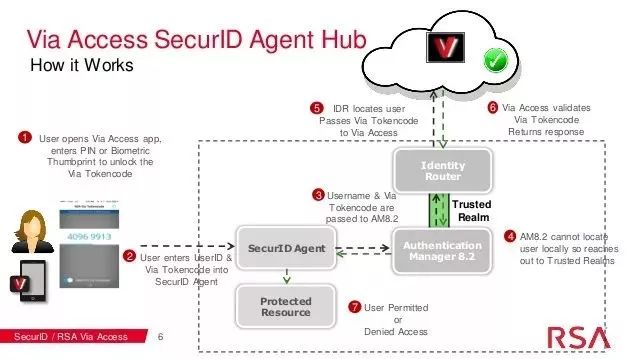 Via Access SecurID Agent Hub
How it Works
1 User opens Via Access app,
enters PIN or Biometric
Thumbprint to unlock the
Via Tokencode
4096 9913
2 User enters UserID &
Via Tokencode into
SecurID Agent
SecurID Agent
Protected
Resource
3 Username & Via
Tokencode are
passed to AM8.2
Authentication
Manager 8.2
Trusted
Realm
4 AM8.2 cannot locate
user locally so reaches
out to Trusted Realms
Identity
Router
5 IDR locates user
Passes Via Tokencode
to Via Access
6 Via Access validates
Via Tokencode
Returns response
7 User Permitted
or
Denied Access
SecurID / RSA Via Access 6
RSA